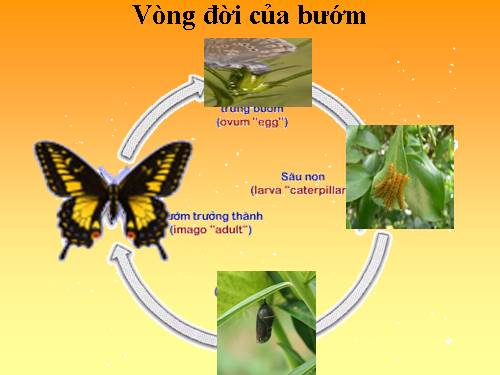 Vòng đời của bướm
trứng bướm
(ovum "egg")
Sâu non
(larva "caterpillar
ướm trưởng thành
(imago "adult")